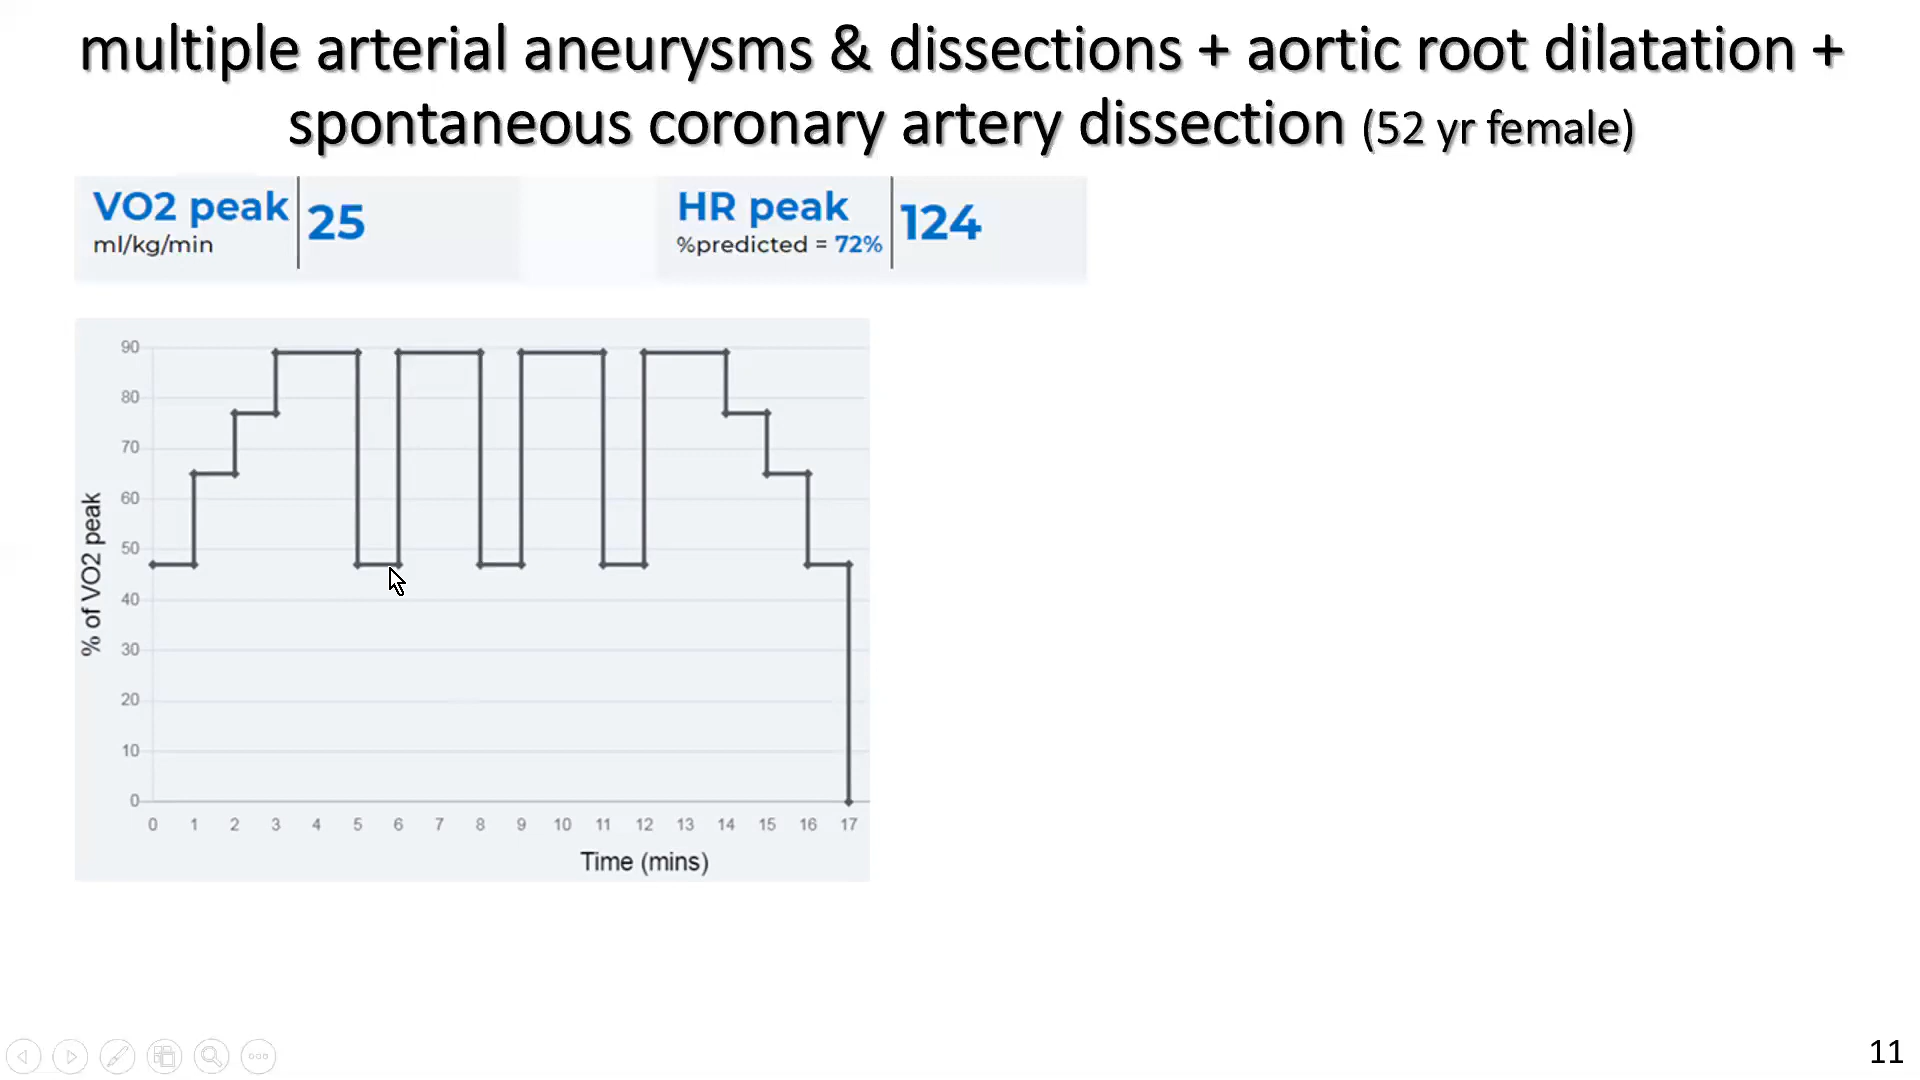 multiple arterial aneurysms & dissections + aortic root dilatation +
spontaneous coronary artery dissection (52 yr female)
VO2 peak
ml/kg/min
25
HR peak
%predicted = 72%
124
% of VO2 peak
90
80
70
60
50
40
30
20
10
0
0 1 2 3 4 5 6 7 8 9 10 11 12 13 14 15 16 17
Time (mins)
11